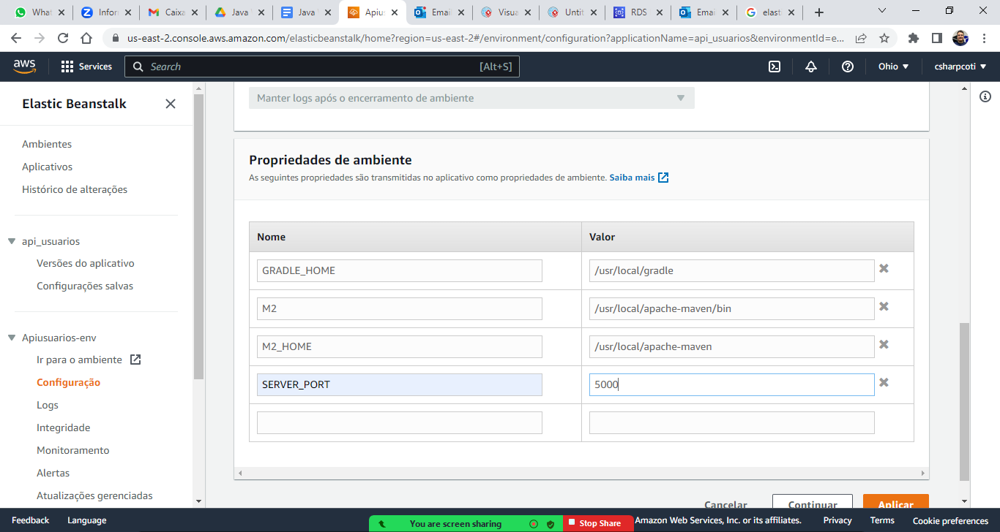 What
Inforr
Caixa
Java
Java
Apius
Email
Visua
Untit
RDS
Emai
elasti
us-east-2.console.aws.amazon.com/elasticbeanstalk/home?region=us-east-2#/environment/configuration?applicationName=api_usuarios&environmentId=e...
aws
Services
Search
[Alt+S]
Ohio
csharpcoti
Elastic Beanstalk
Ambientes
Aplicativos
Histórico de alterações
api_usuarios
Versões do aplicativo
Configurações salvas
Apiusuarios-env
Ir para o ambiente
Configuração
Logs
Integridade
Monitoramento
Alertas
Atualizações gerenciadas
Manter logs após o encerramento de ambiente
Propriedades de ambiente
As seguintes propriedades são transmitidas no aplicativo como propriedades de ambiente. Saiba mais
Nome Valor
GRADLE_HOME /usr/local/gradle
M2 /usr/local/apache-maven/bin
M2_HOME /usr/local/apache-maven
SERVER_PORT 5000
Cancelar Continuar Aplicar
Feedback Language
You are screen sharing
Stop Share
Amazon Web Services, Inc. or its affiliates.
Privacy Terms Cookie preferences